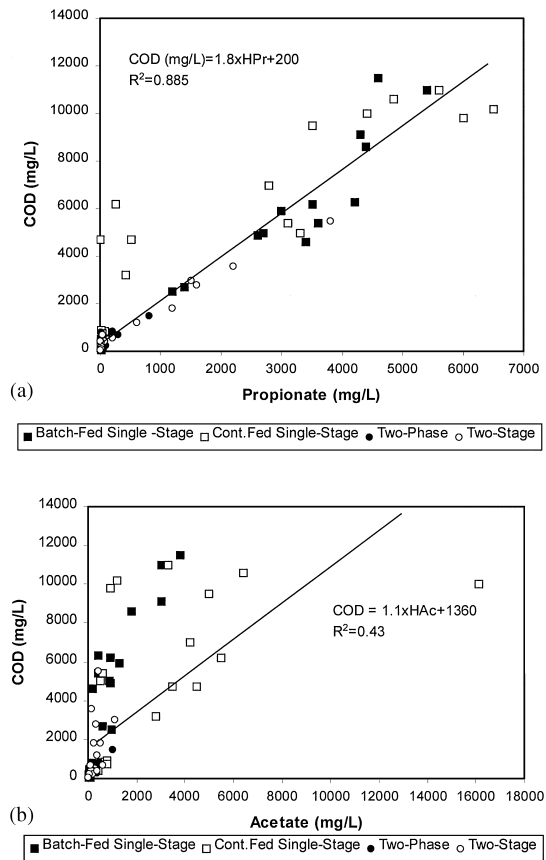 14000
12000
10000
8000
6000
4000
2000
0
COD (mg/L)
COD (mg/L)=1.8xHPr+200
R²=0.885
0 1000 2000 3000 4000 5000 6000 7000
(a)
Propionate (mg/L)
Batch-Fed Single -Stage Cont.Fed Single-Stage Two-Phase Two-Stage
14000
12000
10000
8000
6000
4000
2000
0
COD (mg/L)
COD = 1.1xHAc+1360
R²=0.43
0 2000 4000 6000 8000 10000 12000 14000 16000 18000
(b)
Acetate (mg/L)
Batch-Fed Single-Stage Cont.Fed Single-Stage Two-Phase Two-Stage